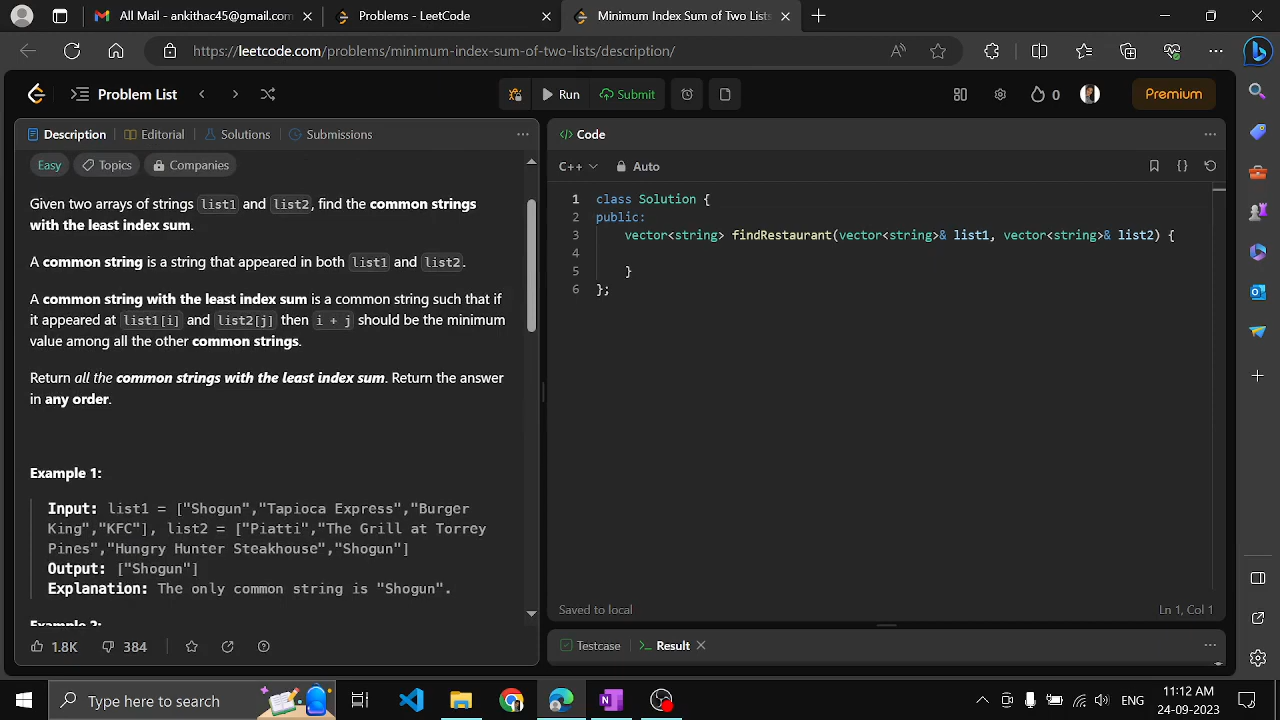 All Mail - ankithac45@gmail.com
Problems - LeetCode
Minimum Index Sum of Two Lists
https://leetcode.com/problems/minimum-index-sum-of-two-lists/description/
Problem List
Run
Submit
0
Premium
Description
Editorial
Solutions
Submissions
Easy
Topics
Companies
Given two arrays of strings list1 and list2, find the common strings
with the least index sum.
A common string is a string that appeared in both list1 and list2.
A common string with the least index sum is a common string such that if
it appeared at list1[i] and list2[j] then i + j should be the minimum
value among all the other common strings.
Return all the common strings with the least index sum. Return the answer
in any order.
Example 1:
Input: list1 = ["Shogun","Tapioca Express","Burger
King","KFC"], list2 = ["Piatti","The Grill at Torrey
Pines","Hungry Hunter Steakhouse","Shogun"]
Output: ["Shogun"]
Explanation: The only common string is "Shogun".
Example 2:
1.8K
384
</> Code
C++
Auto
1 class Solution {
2 public:
3 vector<string> findRestaurant(vector<string>& list1, vector<string>& list2) {
4
5 }
6 };
Saved to local
Ln 1, Col 1
Testcase
>_ Result
Type here to search
ENG
11:12 AM
24-09-2023